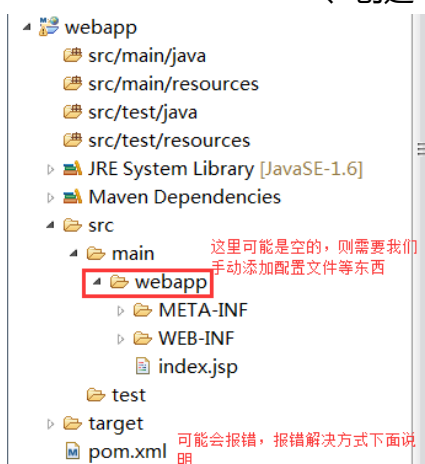 、创建
webapp
src/main/java
src/main/resources
src/test/java
src/test/resources
JRE System Library [JavaSE-1.6]
Maven Dependencies
src
main
这里可能是空的，则需要我们
手动添加配置文件等东西
webapp
META-INF
WEB-INF
index.jsp
test
target
可能会报错，报错解决方式下面说
明
pom.xml